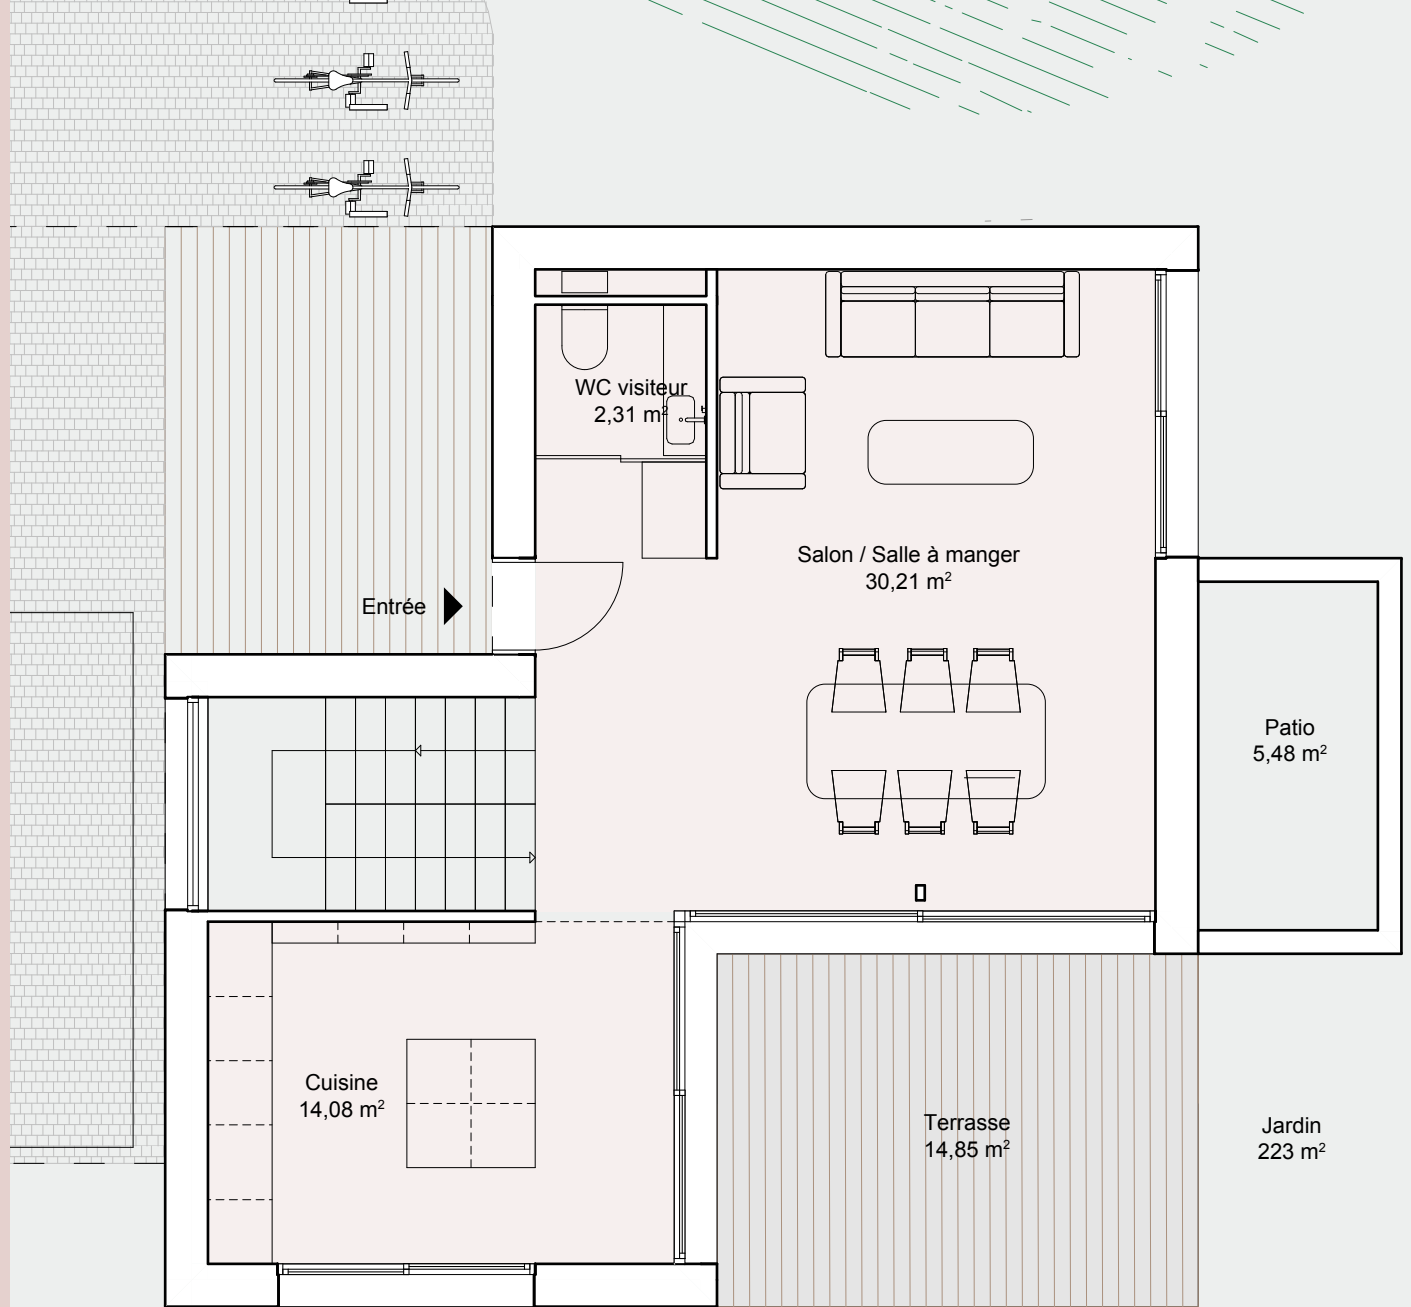 WC visiteur
2,31 m²
Salon / Salle à manger
30,21 m²
Entrée
Patio
5,48 m²
Cuisine
14,08 m²
Terrasse
14,85 m²
Jardin
223 m²